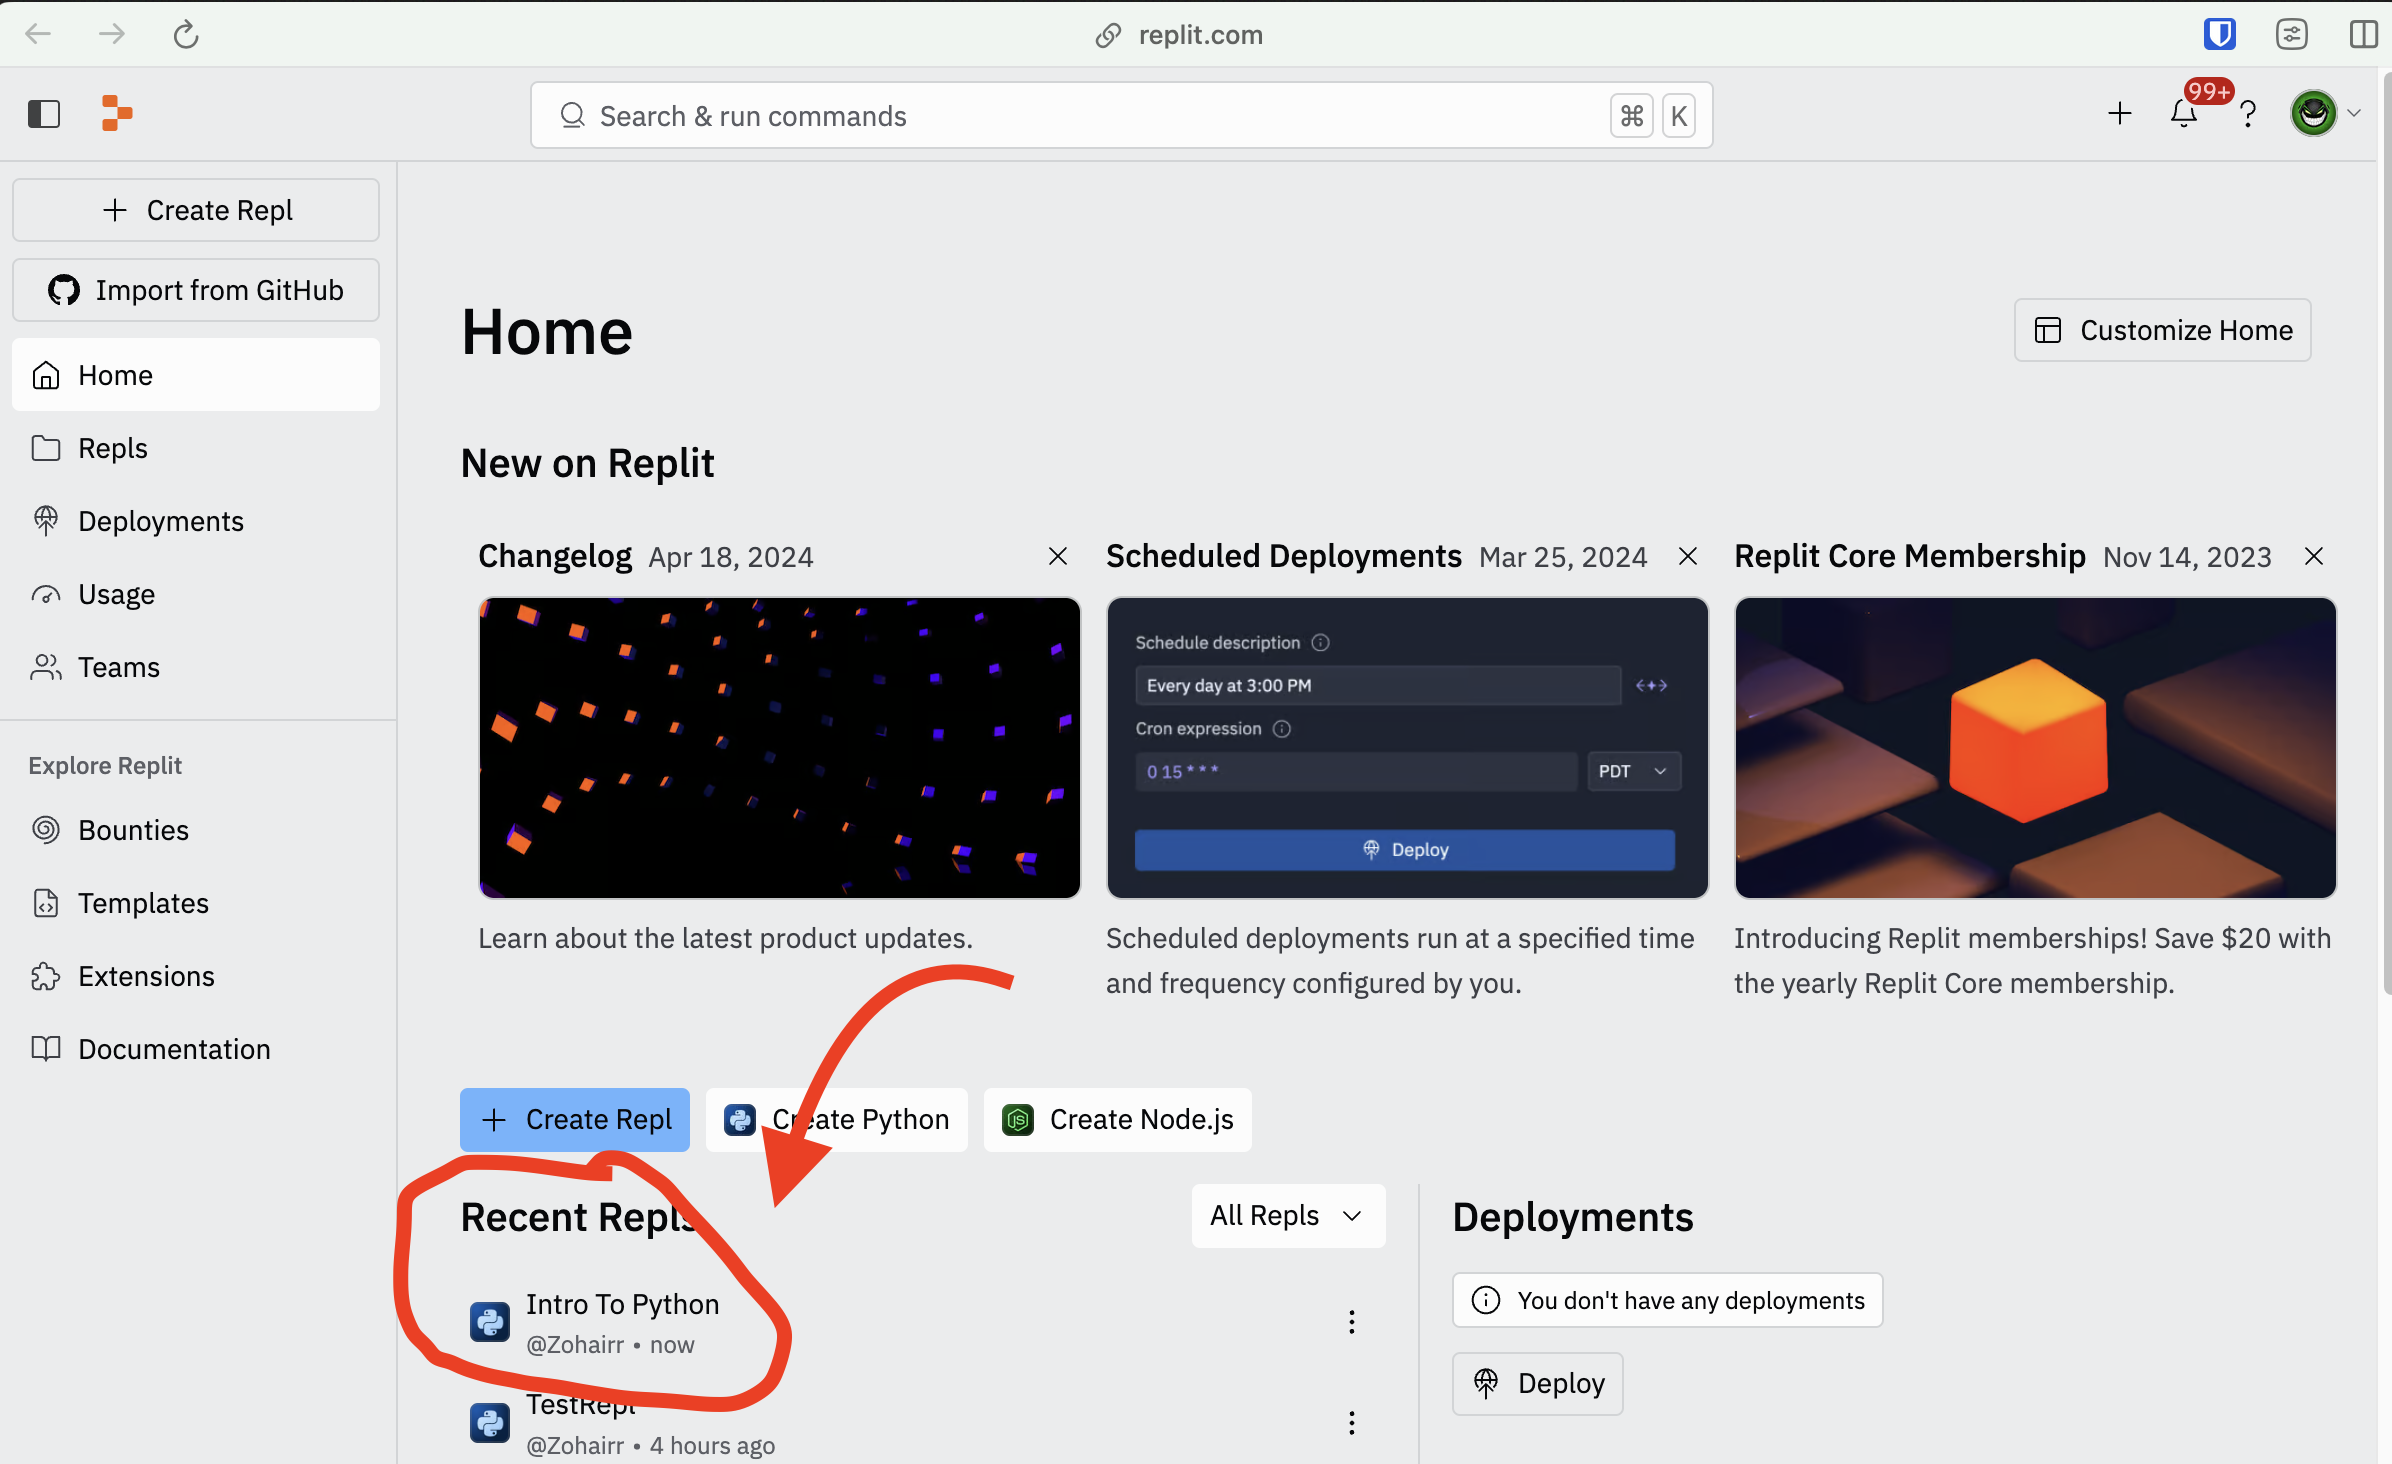 replit.com
Search & run commands
⌘ K
99+
?
+ Create Repl
Import from GitHub
Home
Repls
Deployments
Usage
Teams
Explore Replit
Bounties
Templates
Extensions
Documentation
Home
Customize Home
New on Replit
Changelog Apr 18, 2024
Learn about the latest product updates.
Scheduled Deployments Mar 25, 2024
Schedule description
Every day at 3:00 PM
Cron expression
0 15 * * *
PDT
Deploy
Scheduled deployments run at a specified time
and frequency configured by you.
Replit Core Membership Nov 14, 2023
Introducing Replit memberships! Save $20 with
the yearly Replit Core membership.
+ Create Repl
Create Python
JS
Create Node.js
Recent Repls
All Repls
Intro To Python
@Zohairr • now
TestRepl
@Zohairr • 4 hours ago
Deployments
You don't have any deployments
Deploy